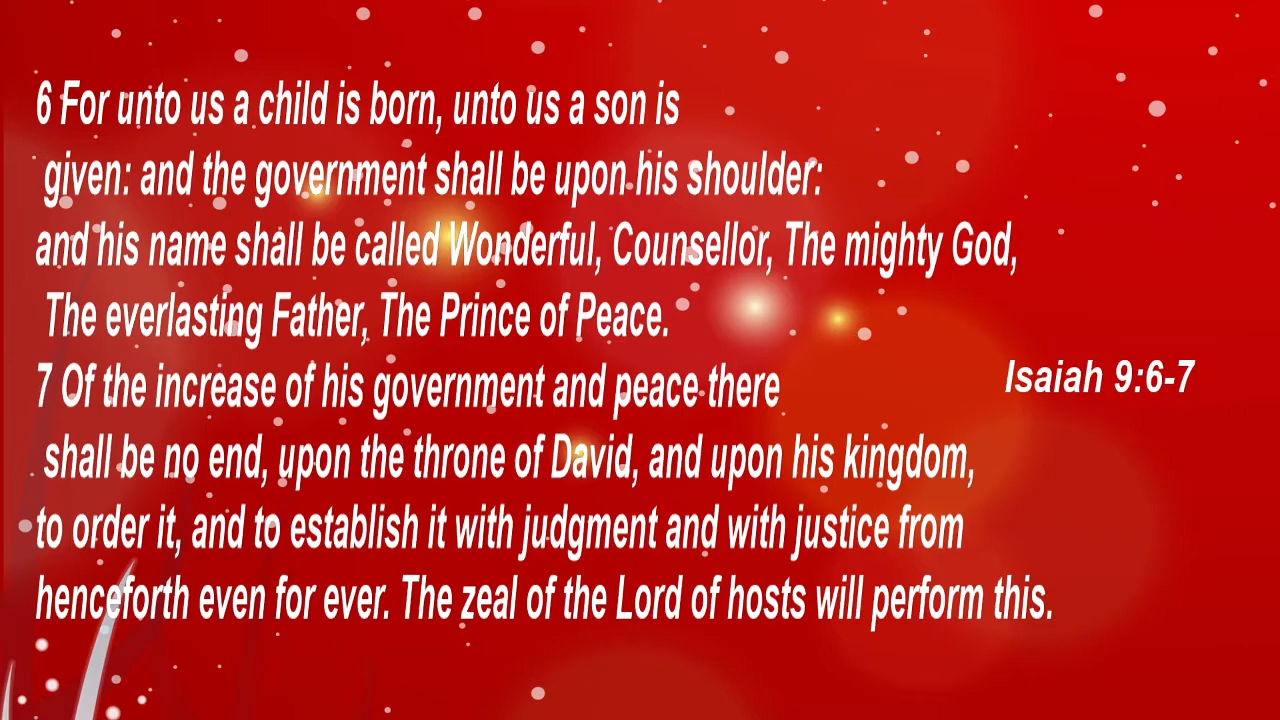 6 For unto us a child is born, unto us a son is
given: and the government shall be upon his shoulder:
and his name shall be called Wonderful, Counsellor, The mighty God,
The everlasting Father, The Prince of Peace.
7 Of the increase of his government and peace there
shall be no end, upon the throne of David, and upon his kingdom,
to order it, and to establish it with judgment and with justice from
henceforth even for ever. The zeal of the Lord of hosts will perform this.
Isaiah 9:6-7